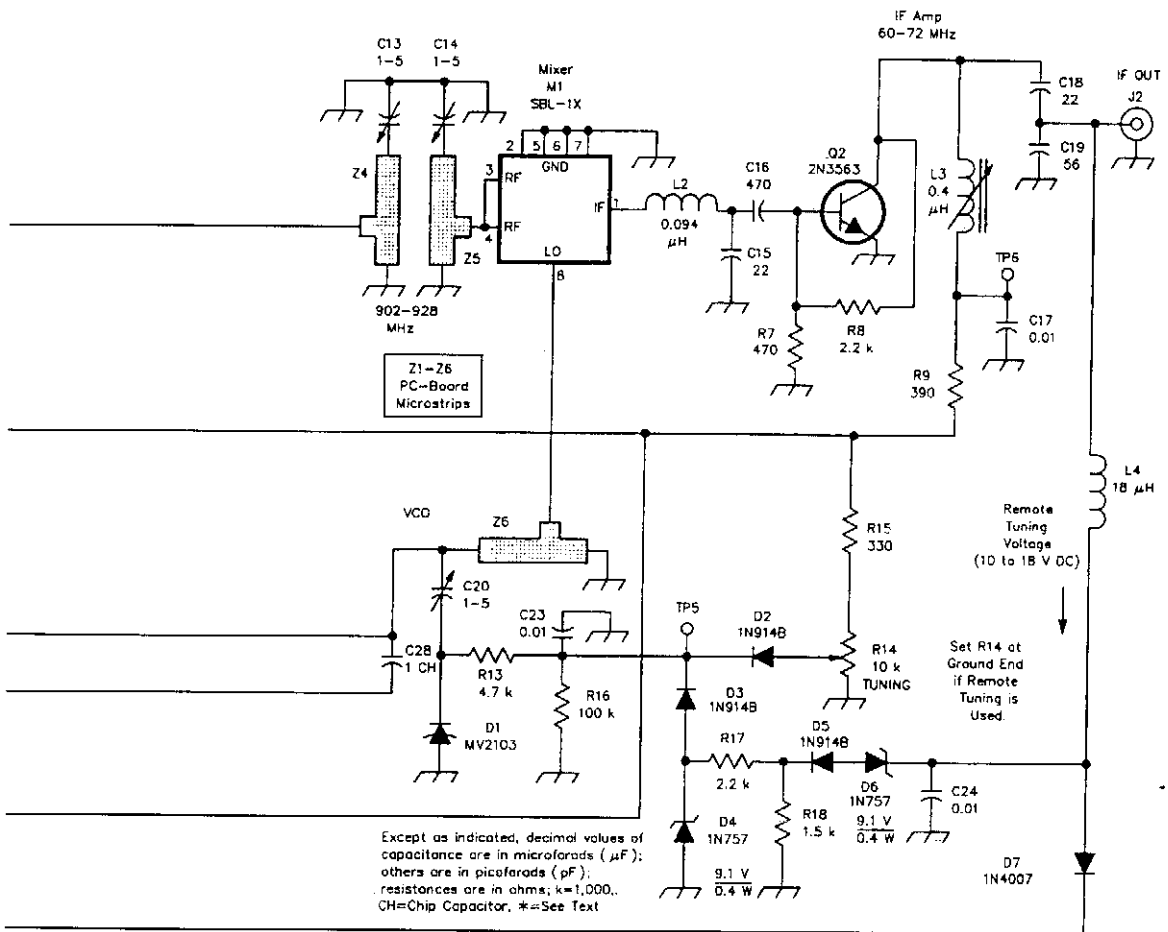 IF Amp
60-72 MHz
C13
1-5
C14
1-5
Mixer
M1
SBL-1X
C18
22
IF OUT
J2
C19
56
2
5
6
7
GND
3
RF
4
RF
IF
1
LO
8
Z4
Z5
902-928
MHz
L2
0.094
µH
C16
470
C15
22
Q2
2N3563
L3
0.4
µH
TP6
C17
0.01
R7
470
R8
2.2 k
R9
390
Z1-Z6
PC-Board
Microstrips
L4
18 µH
Remote
Tuning
Voltage
(10 to 18 V DC)
VCO
Z6
C20
1-5
C23
0.01
TP5
D2
1N914B
R15
330
R14
10 k
TUNING
Set R14 at
Ground End
if Remote
Tuning is
Used.
C28
1 CH
R13
4.7 k
R16
100 k
D1
MV2103
D3
1N914B
R17
2.2 k
D5
1N914B
D6
1N757
9.1 V
0.4 W
C24
0.01
D4
1N757
9.1 V
0.4 W
R18
1.5 k
D7
1N4007
Except as indicated, decimal values of
capacitance are in microfarads (µF);
others are in picofarads (pF);
resistances are in ohms; k=1,000,.
CH=Chip Capacitor, *=See Text